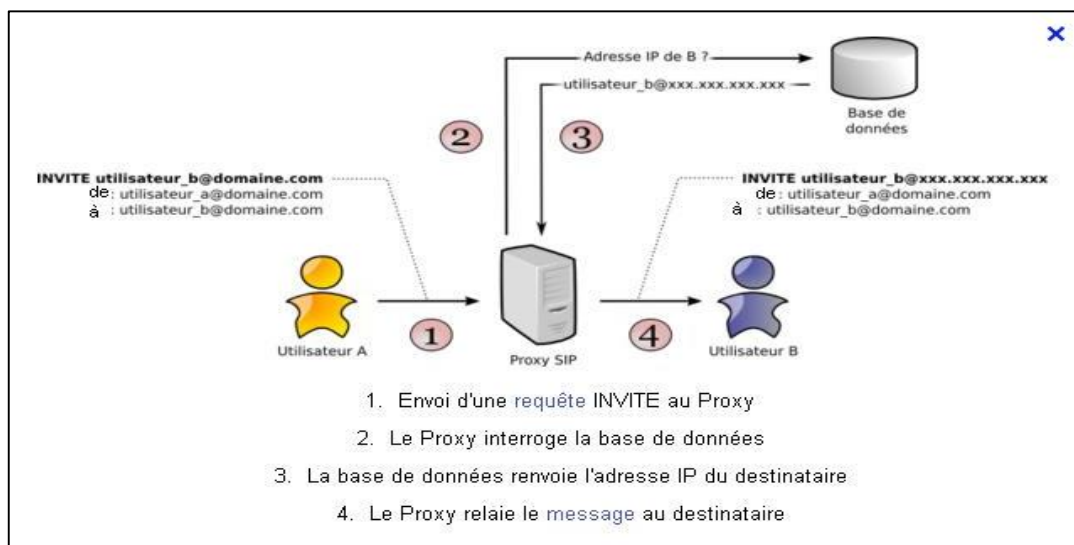 Adresse IP de B ?
utilisateur_b@xxx.xxx.xxx.xxx
Base de
données
2
3
INVITE utilisateur_b@domaine.com
de : utilisateur_a@domaine.com
à : utilisateur_b@domaine.com
INVITE utilisateur_b@xxx.xxx.xxx.xxx
de : utilisateur_a@domaine.com
à : utilisateur_b@domaine.com
1
4
Utilisateur A
Proxy SIP
Utilisateur B
1. Envoi d'une requête INVITE au Proxy
2. Le Proxy interroge la base de données
3. La base de données renvoie l'adresse IP du destinataire
4. Le Proxy relaie le message au destinataire